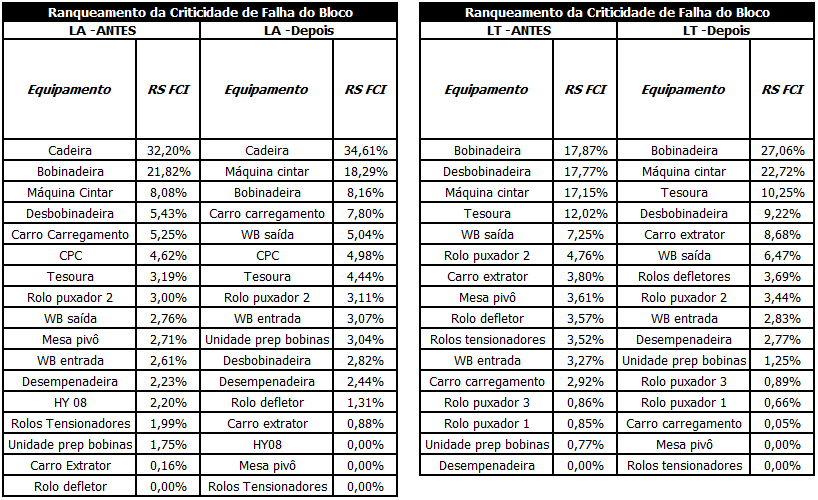 Ranqueamento da Criticidade de Falha do Bloco
LA -ANTES LA -Depois
Equipamento RS FCI Equipamento RS FCI
Cadeira 32,20% Cadeira 34,61%
Bobinadeira 21,82% Máquina cintar 18,29%
Máquina Cintar 8,08% Bobinadeira 8,16%
Desbobinadeira 5,43% Carro carregamento 7,80%
Carro Carregamento 5,25% WB saída 5,04%
CPC 4,62% CPC 4,98%
Tesoura 3,19% Tesoura 4,44%
Rolo puxador 2 3,00% Rolo puxador 2 3,11%
WB saída 2,76% WB entrada 3,07%
Mesa pivô 2,71% Unidade prep bobinas 3,04%
WB entrada 2,61% Desbobinadeira 2,82%
Desempenadeira 2,23% Desempenadeira 2,44%
HY 08 2,20% Rolo defletor 1,31%
Rolos Tensionadores 1,99% Carro extrator 0,88%
Unidade prep bobinas 1,75% HY08 0,00%
Carro Extrator 0,16% Mesa pivô 0,00%
Rolo defletor 0,00% Rolos Tensionadores 0,00%
Ranqueamento da Criticidade de Falha do Bloco
LT -ANTES LT -Depois
Equipamento RS FCI Equipamento RS FCI
Bobinadeira 17,87% Bobinadeira 27,06%
Desbobinadeira 17,77% Máquina cintar 22,72%
Máquina cintar 17,15% Tesoura 10,25%
Tesoura 12,02% Desbobinadeira 9,22%
WB saída 7,25% Carro extrator 8,68%
Rolo puxador 2 4,76% WB saída 6,47%
Carro extrator 3,80% Rolos defletores 3,69%
Mesa pivô 3,61% Rolo puxador 2 3,44%
Rolo defletor 3,57% WB entrada 2,83%
Rolos tensionadores 3,52% Desempenadeira 2,77%
WB entrada 3,27% Unidade prep bobinas 1,25%
Carro carregamento 2,92% Rolo puxador 3 0,89%
Rolo puxador 3 0,86% Rolo puxador 1 0,66%
Rolo puxador 1 0,85% Carro carregamento 0,05%
Unidade prep bobinas 0,77% Mesa pivô 0,00%
Desempenadeira 0,00% Rolos tensionadores 0,00%